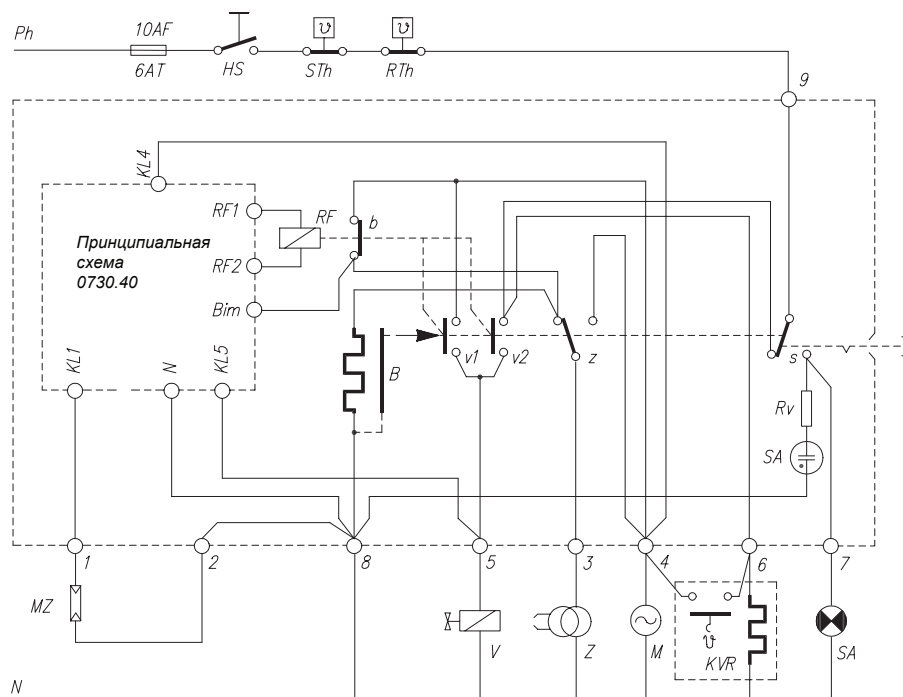 Ph
10AF
6AT
HS
ϑ
STh
ϑ
RTh
9
KL4
RF1
RF
b
Принципиальная
схема
0730.40
RF2
Bim
KL1
N
KL5
B
v1
v2
z
s
Rv
SA
1
2
8
5
3
4
6
7
MZ
V
Z
M
ϑ
KVR
SA
N